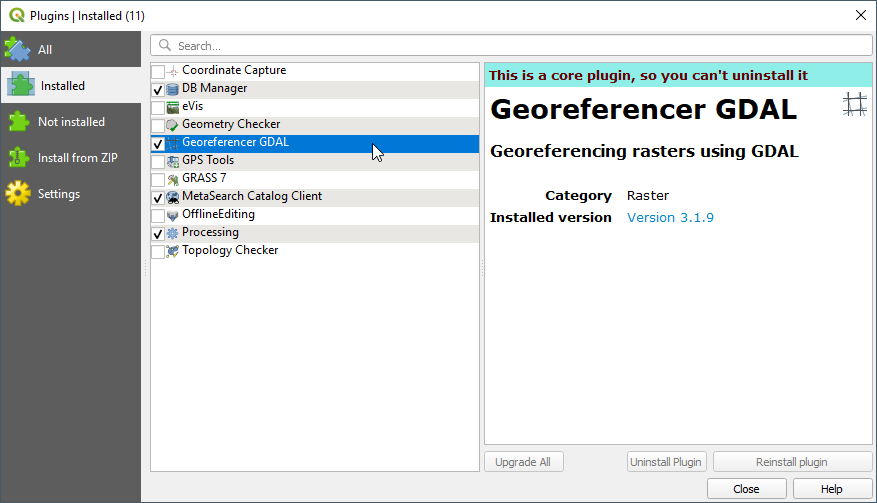 Plugins | Installed (11)
All
Installed
Not installed
Install from ZIP
Settings
Search...
Coordinate Capture
DB Manager
eVis
Geometry Checker
Georeferencer GDAL
GPS Tools
GRASS 7
MetaSearch Catalog Client
OfflineEditing
Processing
Topology Checker
This is a core plugin, so you can't uninstall it
Georeferencer GDAL
Georeferencing rasters using GDAL
Category Raster
Installed version Version 3.1.9
Upgrade All Uninstall Plugin Reinstall plugin
Close Help